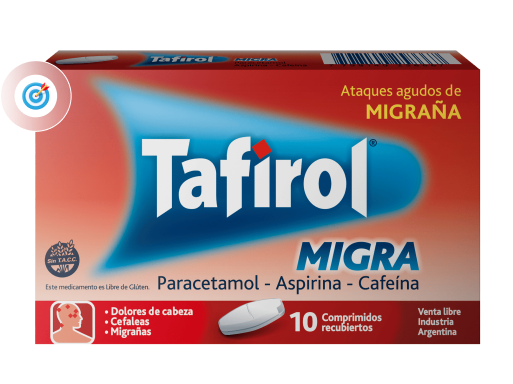 Tafirol
Ataques agudos de
MIGRAÑA
Tafirol®
MIGRA
Paracetamol - Aspirina - Cafeína
Sin T.A.C.C.
Este medicamento es Libre de Glúten.
• Dolores de cabeza
• Cefaleas
• Migrañas
10 Comprimidos
recubiertos
Venta libre
Industria
Argentina